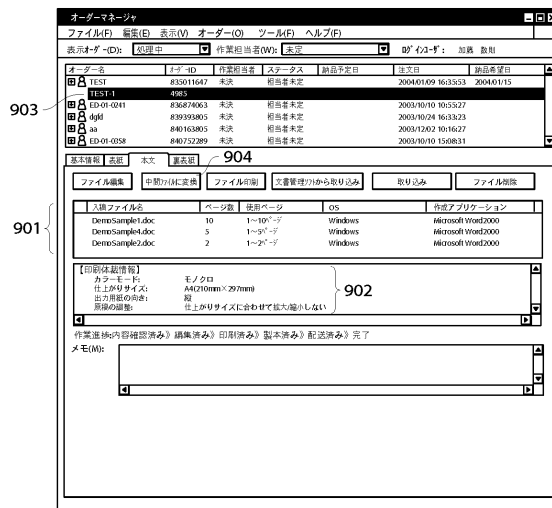 オーダーマネージャ
ファイル(F) 編集(E) 表示(V) オーダー(O) ツール(F) ヘルプ(F)
表示オーダー(D): 処理中 作業担当者(W): 未定 ログインユーザ: 加藤 数則
オーダー名 オーダーID 作業担当者 ステータス 納品予定日 注文日 納品希望日
TEST 835011647 未決 担当者未定 2004/01/09 16:35:53 2004/01/15
903
TEST-1 4985
ED-01-0241 836874063 未決 担当者未定 2003/10/10 10:55:27
dgfd 839393805 未決 担当者未定 2003/10/24 16:33:23
aa 840163805 未決 担当者未定 2003/12/02 10:16:27
ED-01-0358 840752289 未決 担当者未定 2003/10/10 15:08:31
基本情報 表紙 本文 裏表紙 904
ファイル編集 中間ファイルに変換 ファイル印刷 文書管理ソフトから取り込み 取り込み ファイル削除
901
入稿ファイル名 ページ数 使用ページ OS 作成アプリケーション
DemoSample1.doc 10 1～10ページ Windows Microsoft Word2000
DemoSample4.doc 5 1～5ページ Windows Microsoft Word2000
DemoSample2.doc 2 1～2ページ Windows Microsoft Word2000
【印刷体裁情報】
カラーモード: モノクロ
仕上がりサイズ: A4(210mm×297mm)
902
出力用紙の向き: 縦
原稿の調整: 仕上がりサイズに合わせて拡大/縮小しない
作業進捗:内容確認済み》編集済み》印刷済み》製本済み》配送済み》完了
メモ(M):